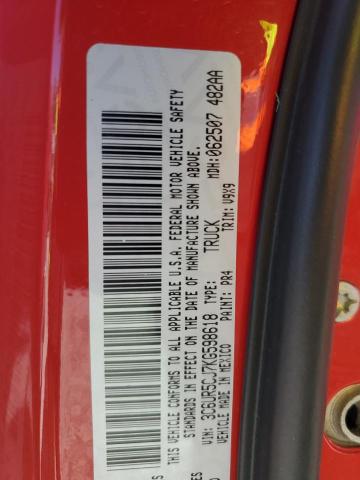 THIS VEHICLE CONFORMS TO ALL APPLICABLE U.S.A. FEDERAL MOTOR VEHICLE SAFETY
STANDARDS IN EFFECT ON THE DATE OF MANUFACTURE SHOWN ABOVE.
MDH:062507 482AA
VIN: 3C6UR5CJ7KG598618 TYPE: TRUCK
PAINT: PR4 TRIM: V9X9
VEHICLE MADE IN MEXICO